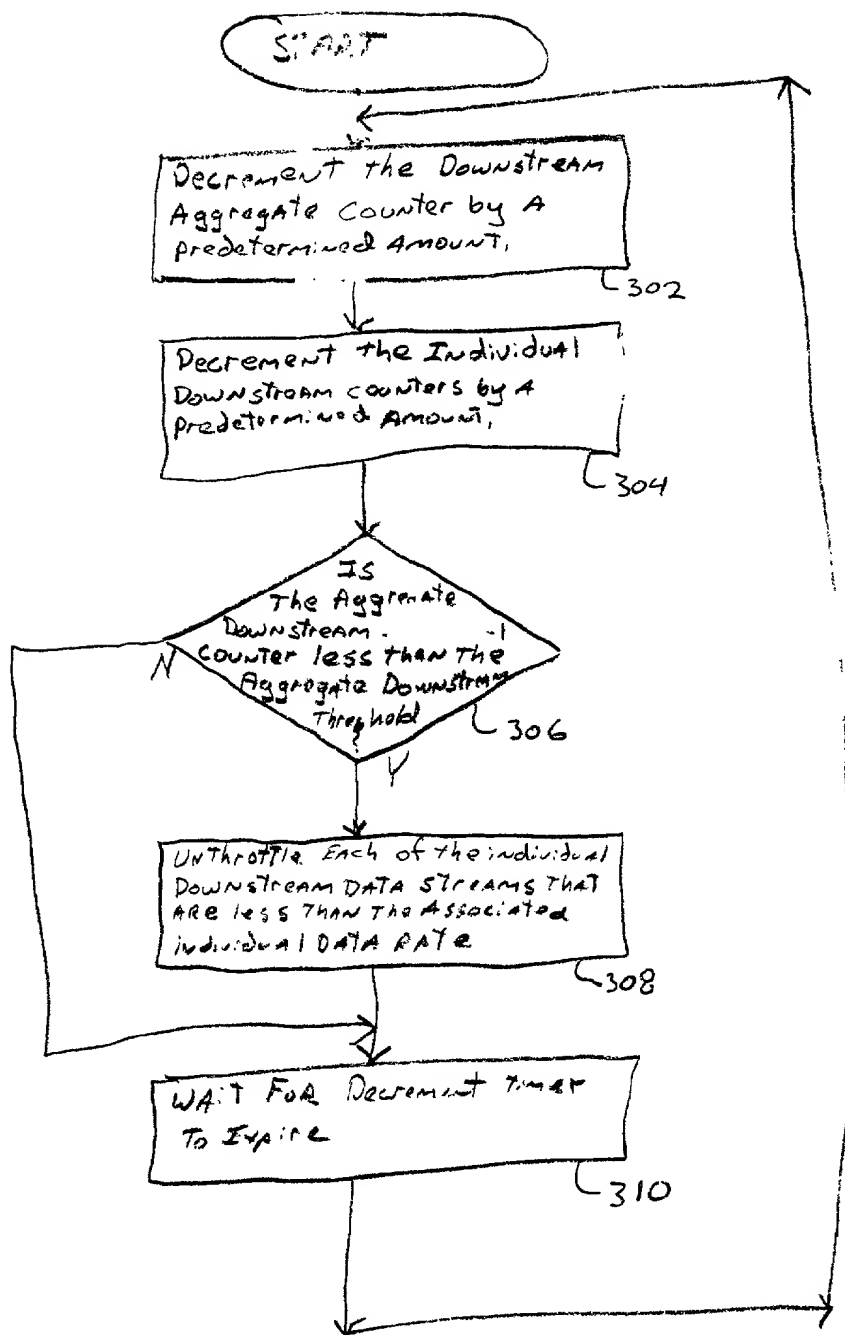 START
Decrement the Downstream
Aggregate counter by A
predetermined Amount.
302
Decrement the Individual
Downstream counters by A
Predetermined Amount.
304
Is
The Aggregate
Downstream
counter less than The
Aggregate Downstream
Threshold
?
N
306
Y
UNThrottle Each of the individual
Downstream DATA STREAMS THAT
ARE less THAN The Associated
individual DATA RATE
308
WAIT FOR Decrement timer
To Expire
310